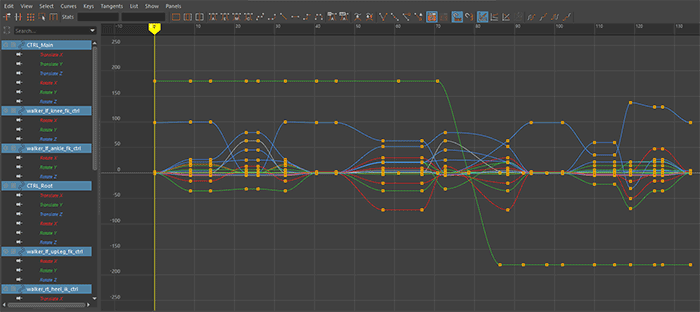 Edit View Select Curves Keys Tangents List Show Panels
Stats
Search...
CTRL_Main
Translate X
Translate Y
Translate Z
Rotate X
Rotate Y
Rotate Z
walker_lf_knee_fk_ctrl
Rotate X
Rotate Y
Rotate Z
walker_lf_ankle_fk_ctrl
Rotate X
Rotate Y
Rotate Z
CTRL_Root
Translate X
Translate Y
Translate Z
Rotate X
Rotate Y
Rotate Z
walker_lf_upLeg_fk_ctrl
Rotate X
Rotate Y
Rotate Z
walker_rt_heel_ik_ctrl
Translate X
-10 0 10 20 30 40 50 60 70 80 90 100 110 120 130
250
200
150
100
50
0
-50
-100
-150
-200
-250